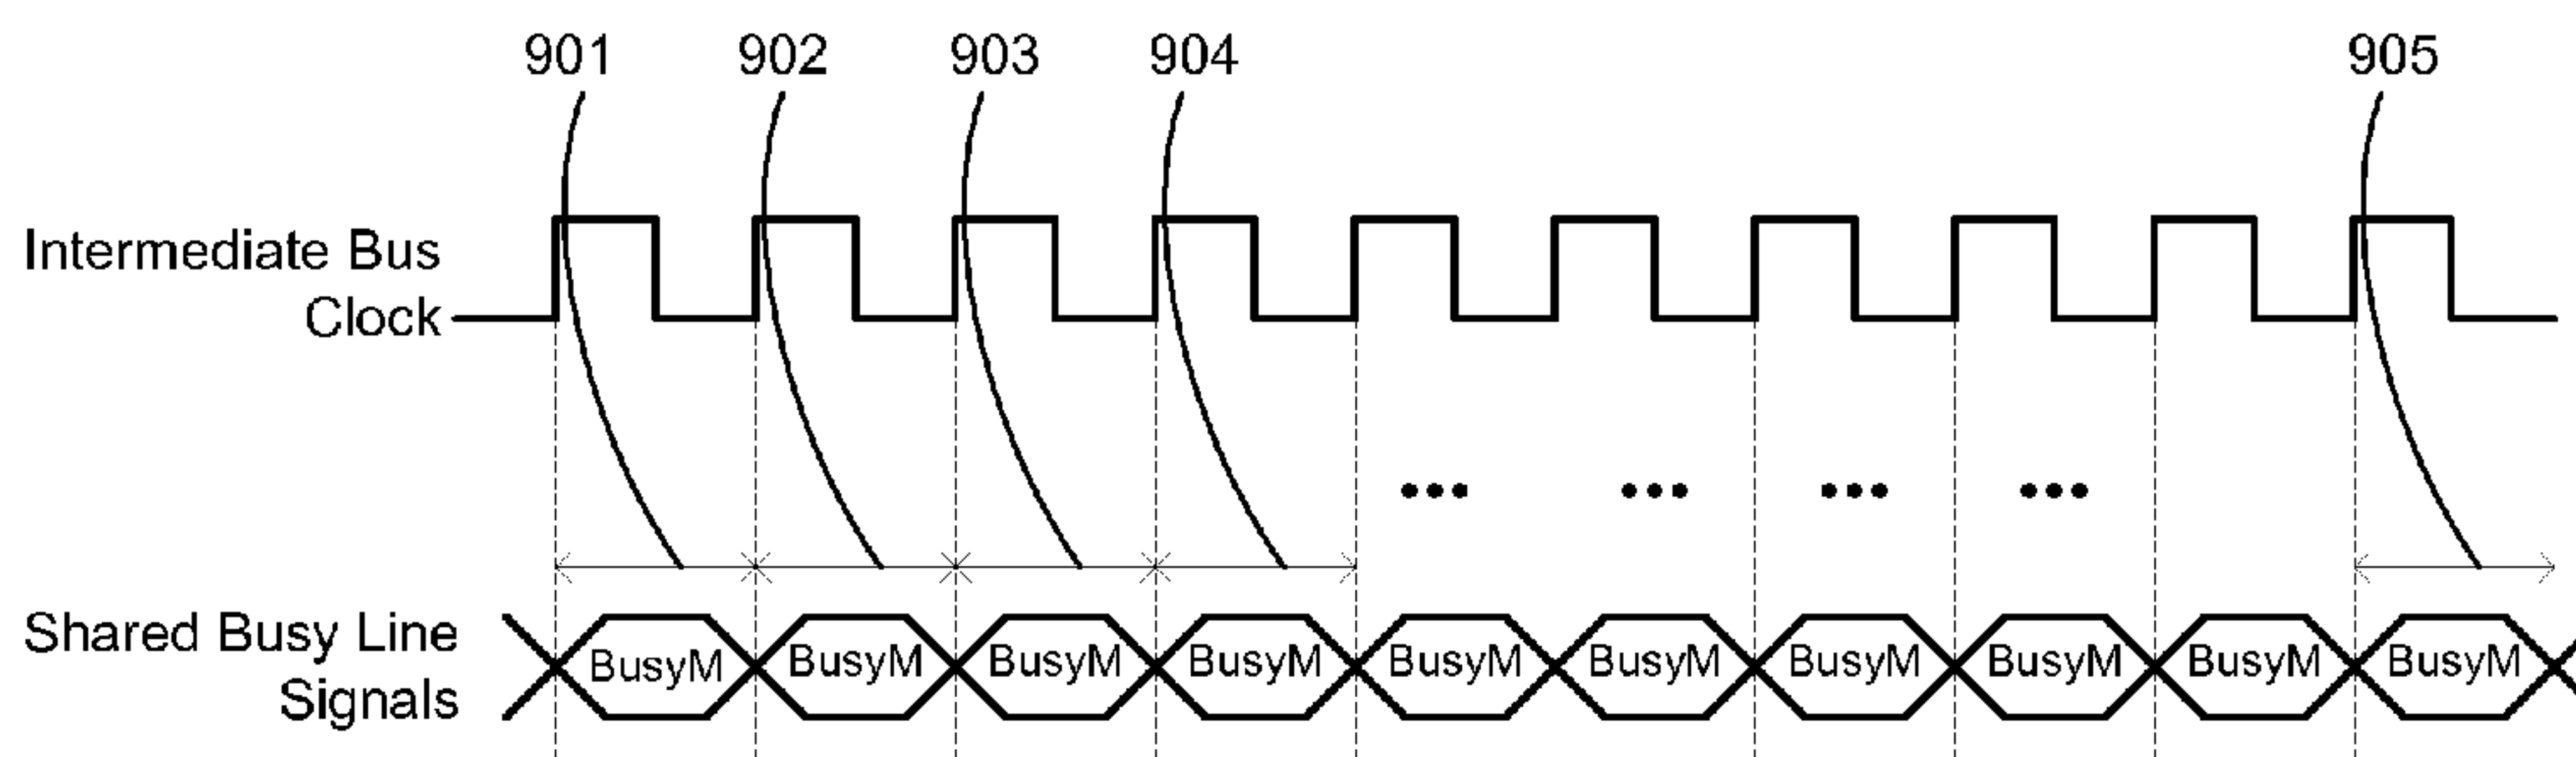 901 902 903 904 905
Intermediate Bus
Clock
••• ••• ••• •••
Shared Busy Line
Signals
BusyM BusyM BusyM BusyM BusyM BusyM BusyM BusyM BusyM BusyM